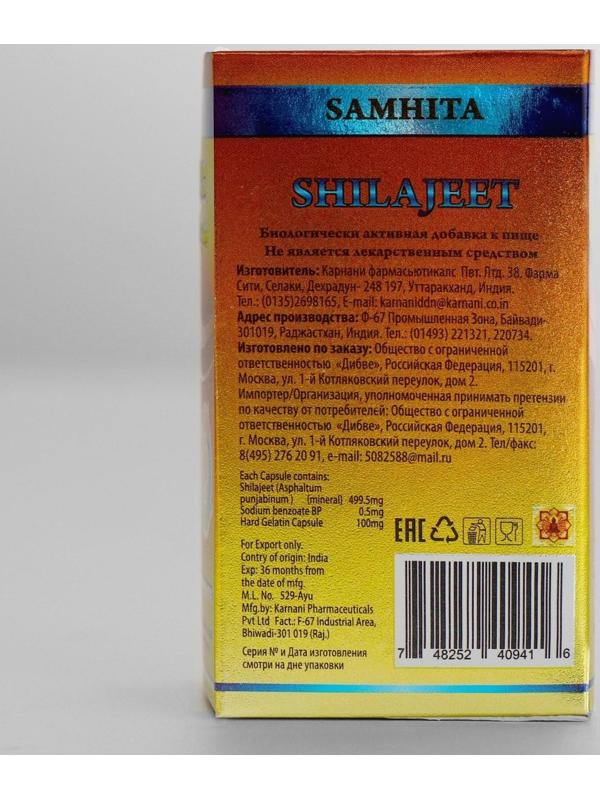 SAMHITA
SHILAJEET
Биологически активная добавка к пище
Не является лекарственным средством
Изготовитель: Карнани фармасьютикалс Пвт. Лтд. 38, Фарма
Сити, Селаки, Дехрадун- 248 197, Уттаракханд, Индия.
Тел.: (0135)2698165, E-mail: karnaniddn@karnani.co.in
Адрес производства: Ф-67 Промышленная Зона, Байвади-
301019, Раджастхан, Индия. Тел.: (01493) 221321, 220734.
Изготовлено по заказу: Общество с ограниченной
ответственностью «Дибве», Российская Федерация, 115201, г.
Москва, ул. 1-й Котляковский переулок, дом 2.
Импортер/Организация, уполномоченная принимать претензии
по качеству от потребителей: Общество с ограниченной
ответственностью «Дибве», Российская Федерация, 115201,
г. Москва, ул. 1-й Котляковский переулок, дом 2. Тел/факс:
8(495) 276 20 91, e-mail: 5082588@mail.ru
Each Capsule contains:
Shilajeet (Asphaltum
punjabinum ) (mineral) 499.5mg
Sodium benzoate BP 0.5mg
Hard Gelatin Capsule 100mg
EAC
For Export only.
Contry of origin: India
Exp: 36 months from
the date of mfg.
M.L. No. 529-Ayu
Mfg.by: Karnani Pharmaceuticals
Pvt Ltd Fact.: F-67 Industrial Area,
Bhiwadi-301 019 (Raj.)
Серия № и Дата изготовления
смотри на дне упаковки
7 48252 40941 6